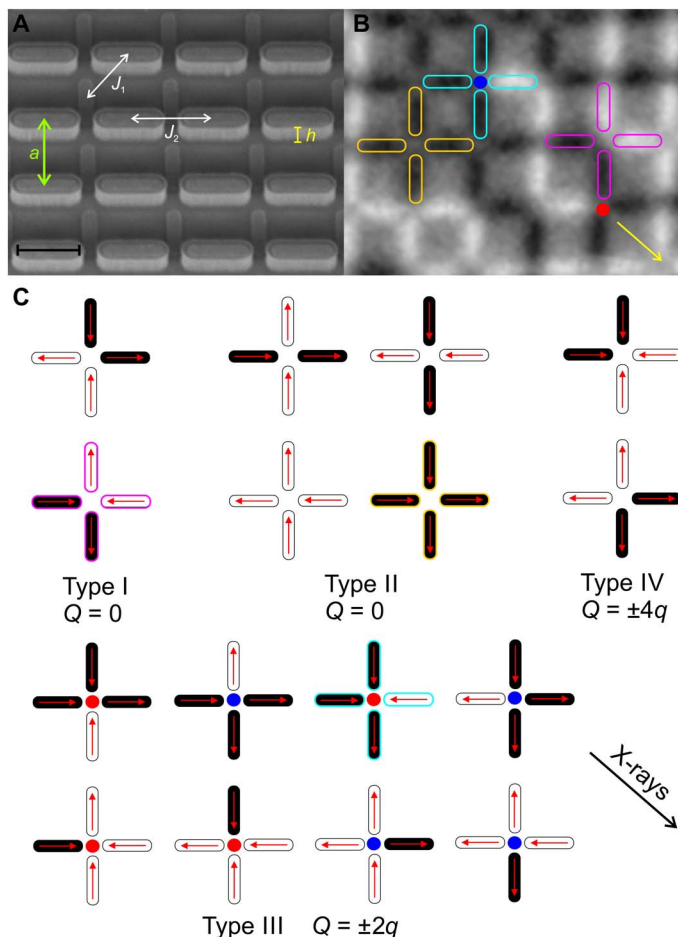 A
J1
J2
a
h
B
C
Type I
Q = 0
Type II
Q = 0
Type IV
Q = ±4q
X-rays
Type III Q = ±2q